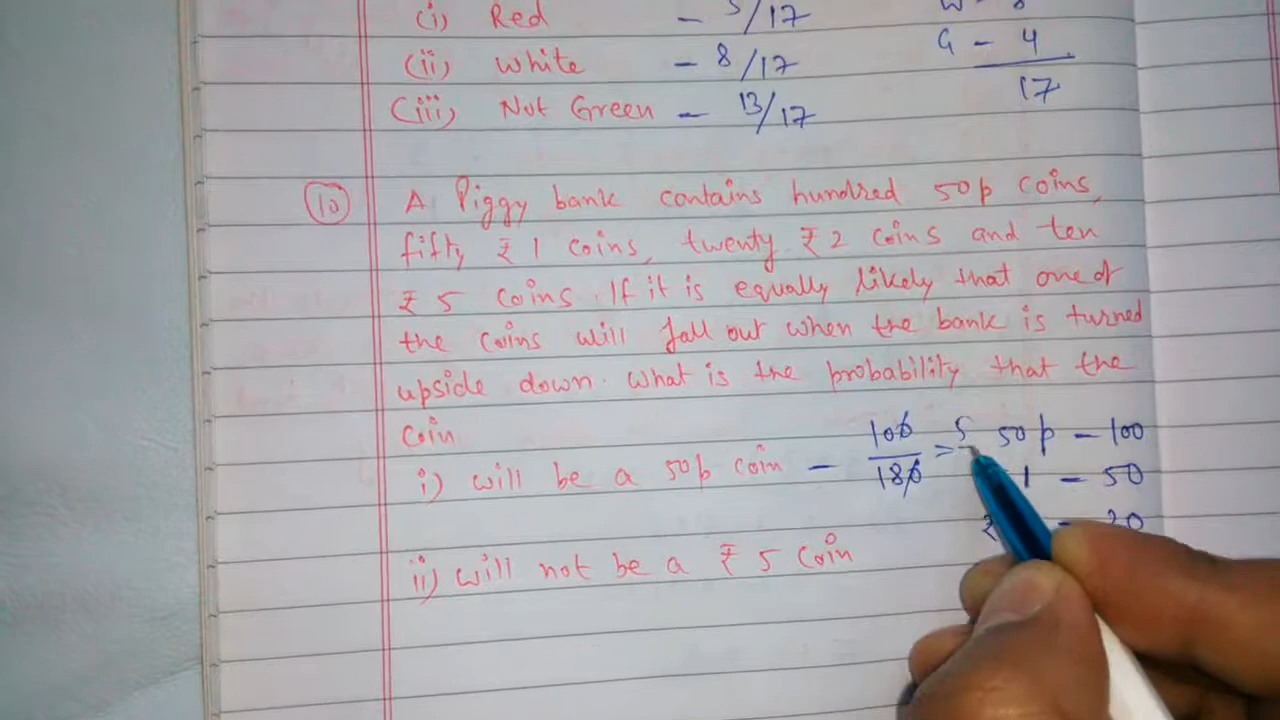 (i) Red - 5/17
(ii) White - 8/17
G - 4
17
(iii) Not Green - 13/17
10 A Piggy bank contains hundred 50p coins,
fifty ₹ 1 coins, twenty ₹ 2 coins and ten
₹ 5 coins. If it is equally likely that one of
the coins will fall out when the bank is turned
upside down. What is the probability that the
coin
50p - 100
i) will be a 50p coin - 100/180 = 5
1 - 50
₹ - 20
ii) will not be a ₹ 5 coin